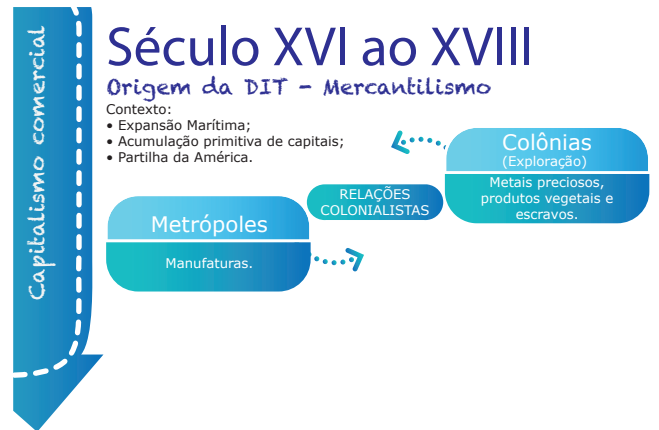 Capitalismo comercial
Século XVI ao XVIII
Origem da DIT - Mercantilismo
Contexto:
• Expansão Marítima;
• Acumulação primitiva de capitais;
• Partilha da América.
Colônias
(Exploração)
Metais preciosos,
produtos vegetais e
escravos.
RELAÇÕES
COLONIALISTAS
Metrópoles
Manufaturas.